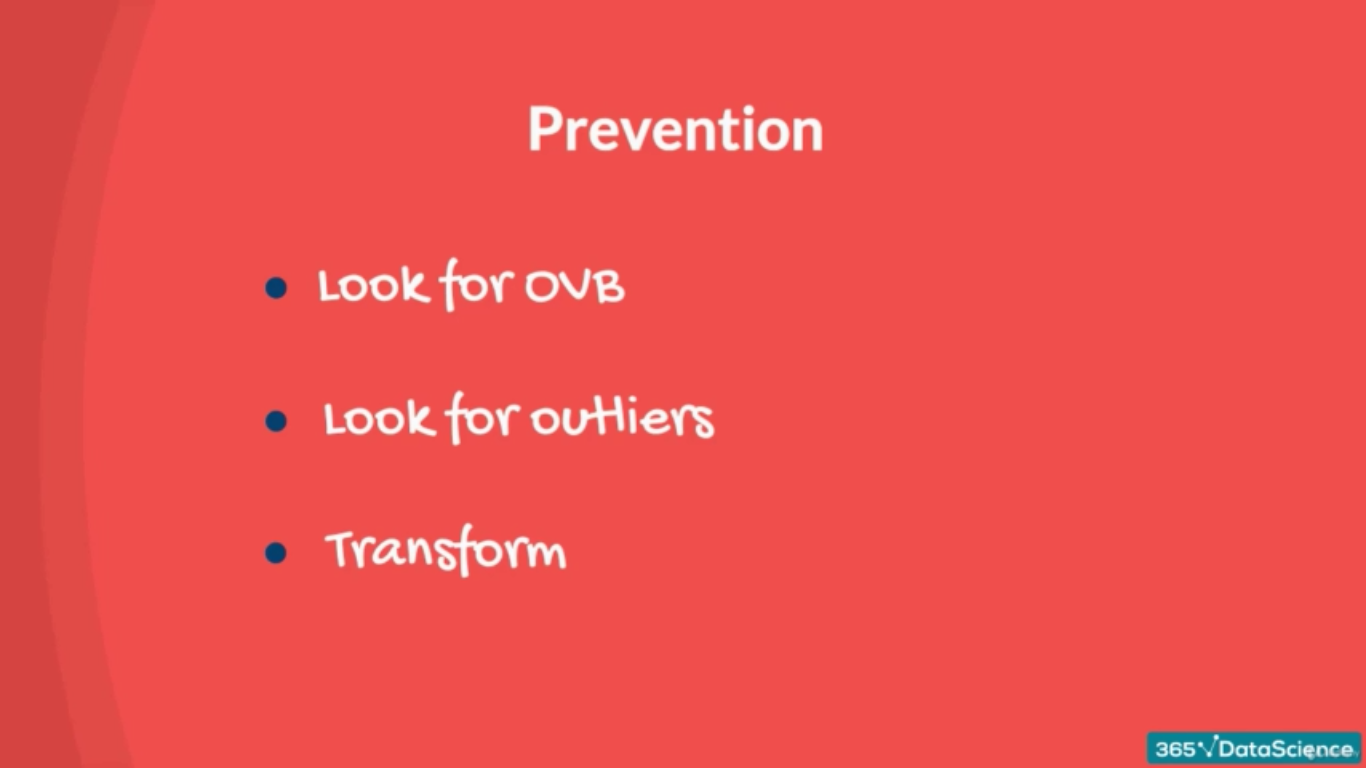 Prevention
Look for OVB
Look for outliers
Transform
365 DataScience